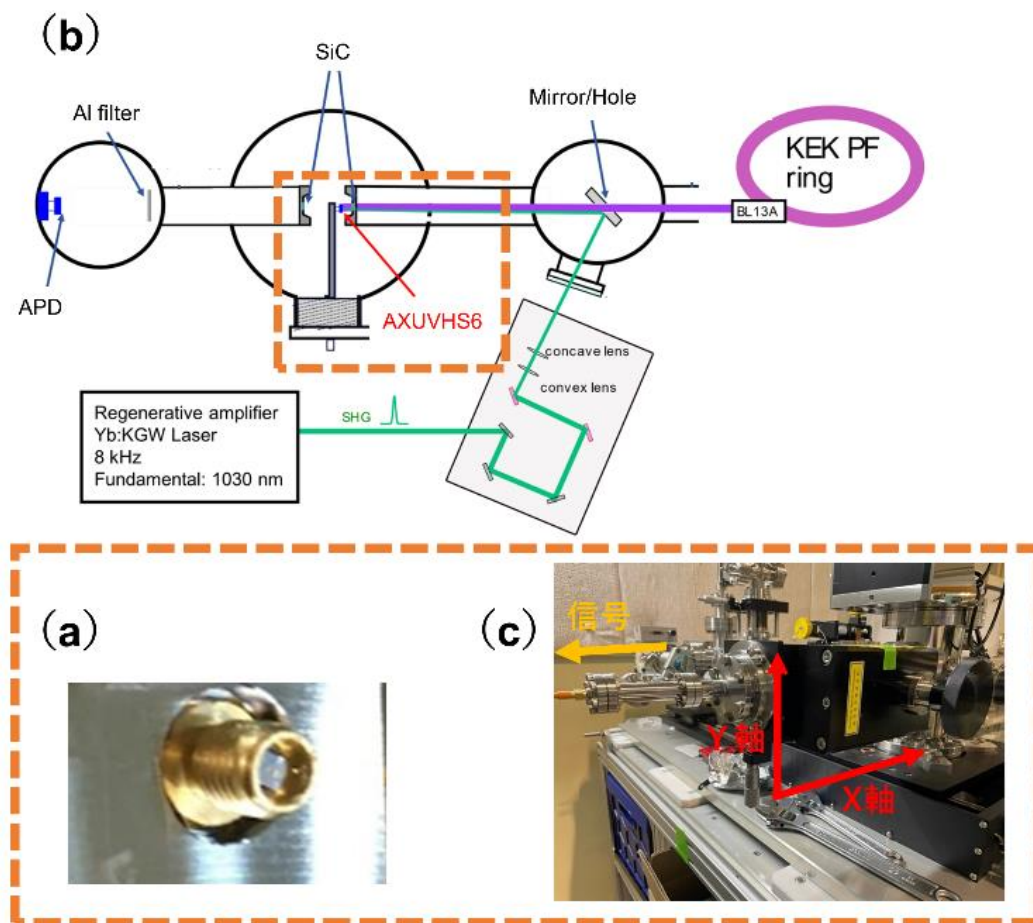 (b)
SiC
Al filter
Mirror/Hole
KEK PF
ring
BL13A
APD
AXUVHS6
concave lens
convex lens
Regenerative amplifier
Yb:KGW Laser
8 kHz
Fundamental: 1030 nm
SHG
(a)
(c)
信号
Y軸
X軸